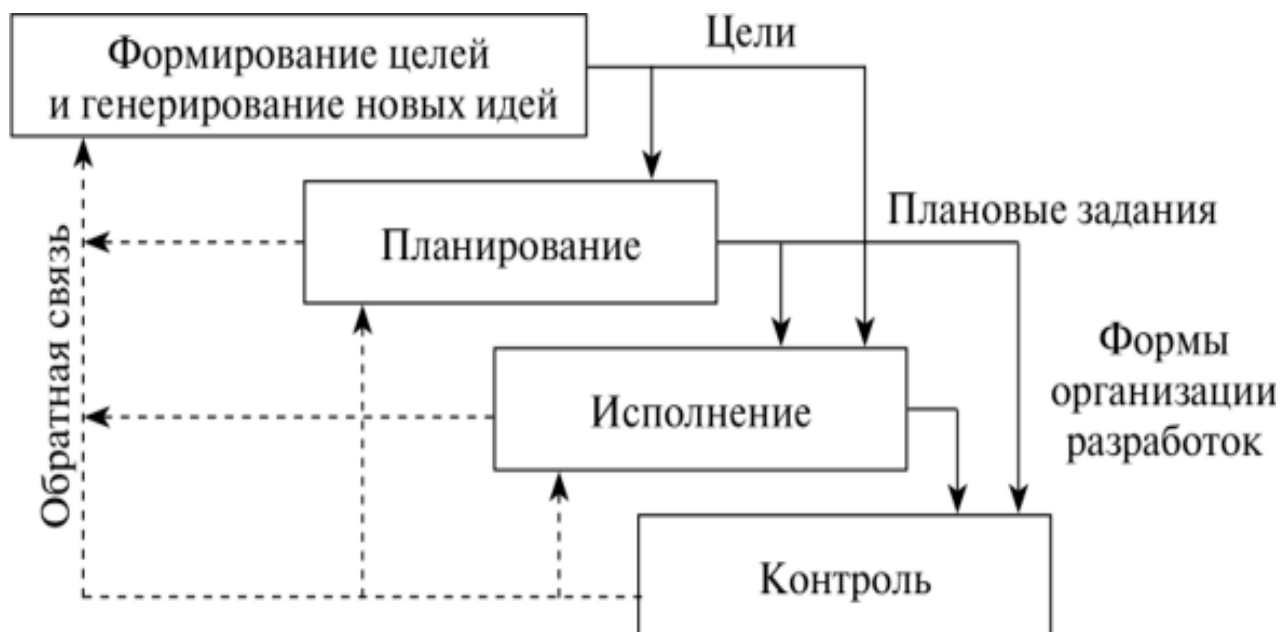 Цели
Формирование целей
и генерирование новых идей
Плановые задания
Планирование
Обратная связь
Формы
организации
разработок
Исполнение
Контроль